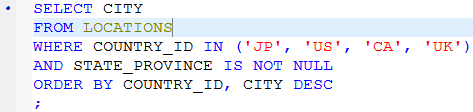 SELECT CITY
FROM LOCATIONS
WHERE COUNTRY_ID IN ('JP', 'US', 'CA', 'UK')
AND STATE_PROVINCE IS NOT NULL
ORDER BY COUNTRY_ID, CITY DESC
;